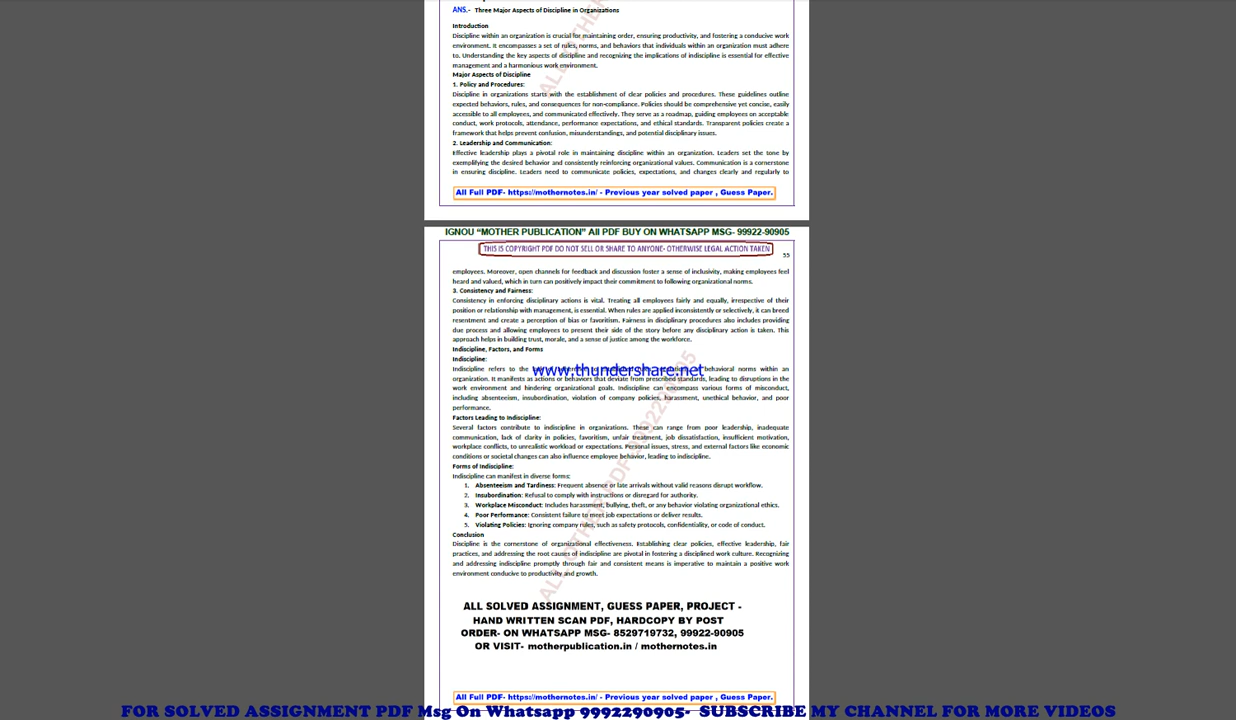 ANS.- Three Major Aspects of Discipline in Organizations
Introduction
Discipline within an organization is crucial for maintaining order, ensuring productivity, and fostering a conducive work
environment. It encompasses a set of rules, norms, and behaviors that individuals within an organization must adhere
to. Understanding the key aspects of discipline and recognizing the implications of indiscipline is essential for effective
management and a harmonious work environment.
Major Aspects of Discipline
1. Policy and Procedures:
Discipline in organizations starts with the establishment of clear policies and procedures. These guidelines outline
expected behaviors, rules, and consequences for non-compliance. Policies should be comprehensive yet concise, easily
accessible to all employees, and communicated effectively. They serve as a roadmap, guiding employees on acceptable
conduct, work protocols, attendance, performance expectations, and ethical standards. Transparent policies create a
framework that helps prevent confusion, misunderstandings, and potential disciplinary issues.
2. Leadership and Communication:
Effective leadership plays a pivotal role in maintaining discipline within an organization. Leaders set the tone by
exemplifying the desired behavior and consistently reinforcing organizational values. Communication is a cornerstone
in ensuring discipline. Leaders need to communicate policies, expectations, and changes clearly and regularly to
All Full PDF- https://mothernotes.in/ - Previous year solved paper , Guess Paper.
IGNOU “MOTHER PUBLICATION” All PDF BUY ON WHATSAPP MSG- 99922-90905
THIS IS COPYRIGHT PDF DO NOT SELL OR SHARE TO ANYONE- OTHERWISE LEGAL ACTION TAKEN
55
employees. Moreover, open channels for feedback and discussion foster a sense of inclusivity, making employees feel
heard and valued, which in turn can positively impact their commitment to following organizational norms.
3. Consistency and Fairness:
Consistency in enforcing disciplinary actions is vital. Treating all employees fairly and equally, irrespective of their
position or relationship with management, is essential. When rules are applied inconsistently or selectively, it can breed
resentment and create a perception of bias or favoritism. Fairness in disciplinary procedures also includes providing
due process and allowing employees to present their side of the story before any disciplinary action is taken. This
approach helps in building trust, morale, and a sense of justice among the workforce.
Indiscipline, Factors, and Forms
Indiscipline:
Indiscipline refers to the behavioral norms within an
www.thundershare.net
organization. It manifests as actions or behaviors that deviate from prescribed standards, leading to disruptions in the
work environment and hindering organizational goals. Indiscipline can encompass various forms of misconduct,
including absenteeism, insubordination, violation of company policies, harassment, unethical behavior, and poor
performance.
Factors Leading to Indiscipline:
Several factors contribute to indiscipline in organizations. These can range from poor leadership, inadequate
communication, lack of clarity in policies, favoritism, unfair treatment, job dissatisfaction, insufficient motivation,
workplace conflicts, to unrealistic workload or expectations. Personal issues, stress, and external factors like economic
conditions or societal changes can also influence employee behavior, leading to indiscipline.
Forms of Indiscipline:
Indiscipline can manifest in diverse forms:
1. Absenteeism and Tardiness: Frequent absence or late arrivals without valid reasons disrupt workflow.
2. Insubordination: Refusal to comply with instructions or disregard for authority.
3. Workplace Misconduct: Includes harassment, bullying, theft, or any behavior violating organizational ethics.
4. Poor Performance: Consistent failure to meet job expectations or deliver results.
5. Violating Policies: Ignoring company rules, such as safety protocols, confidentiality, or code of conduct.
Conclusion
Discipline is the cornerstone of organizational effectiveness. Establishing clear policies, effective leadership, fair
practices, and addressing the root causes of indiscipline are pivotal in fostering a disciplined work culture. Recognizing
and addressing indiscipline promptly through fair and consistent means is imperative to maintain a positive work
environment conducive to productivity and growth.
ALL SOLVED ASSIGNMENT, GUESS PAPER, PROJECT -
HAND WRITTEN SCAN PDF, HARDCOPY BY POST
ORDER- ON WHATSAPP MSG- 8529719732, 99922-90905
OR VISIT- motherpublication.in / mothernotes.in
All Full PDF- https://mothernotes.in/ - Previous year solved paper , Guess Paper.
FOR SOLVED ASSIGNMENT PDF Msg On Whatsapp 9992290905- SUBSCRIBE MY CHANNEL FOR MORE VIDEOS